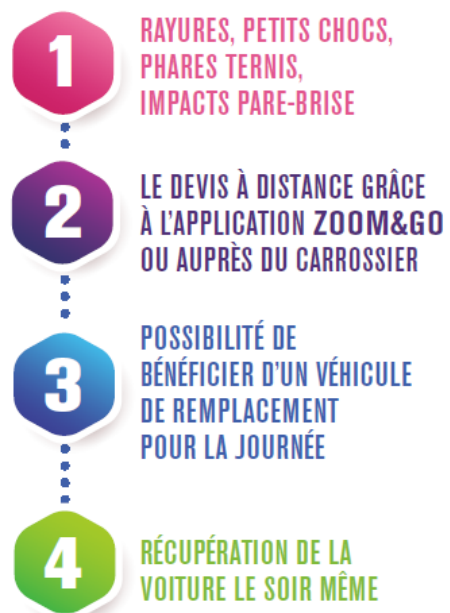 1
RAYURES, PETITS CHOCS,
PHARES TERNIS,
IMPACTS PARE-BRISE
2
LE DEVIS À DISTANCE GRÂCE
À L'APPLICATION ZOOM&GO
OU AUPRÈS DU CARROSSIER
3
POSSIBILITÉ DE
BÉNÉFICIER D'UN VÉHICULE
DE REMPLACEMENT
POUR LA JOURNÉE
4
RÉCUPÉRATION DE LA
VOITURE LE SOIR MÊME